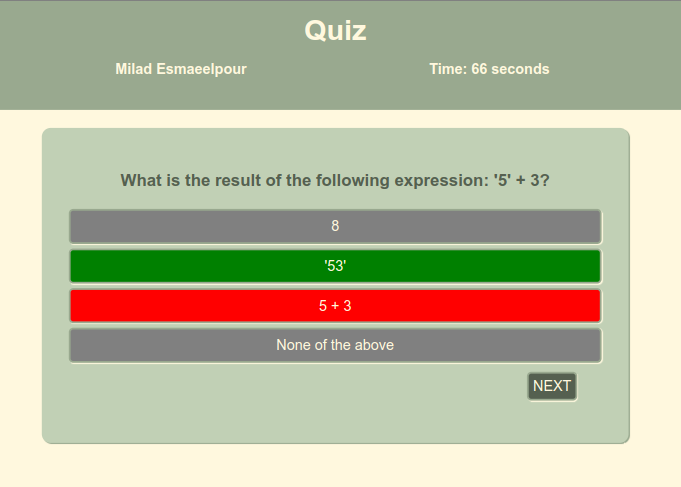 Quiz
Milad Esmaeelpour Time: 66 seconds
What is the result of the following expression: '5' + 3?
8
'53'
5 + 3
None of the above
NEXT